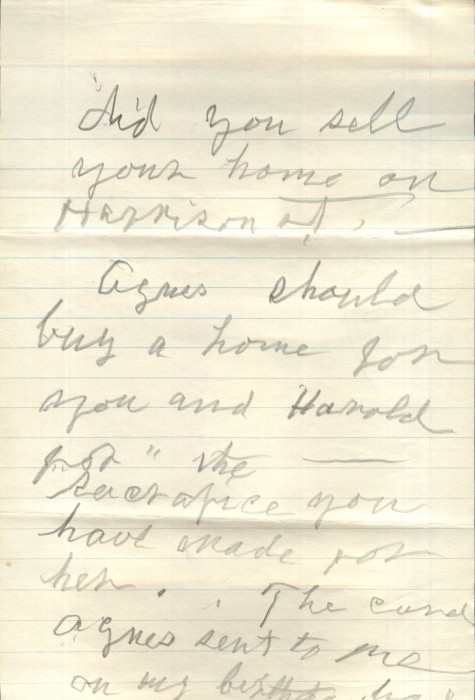 Did you sell
your home on
Harrison st,
Agnes should
buy a home for
you and Harold
for " the —
sacrafice you
have made for
her. The card
Agnes sent to me
on my birthday